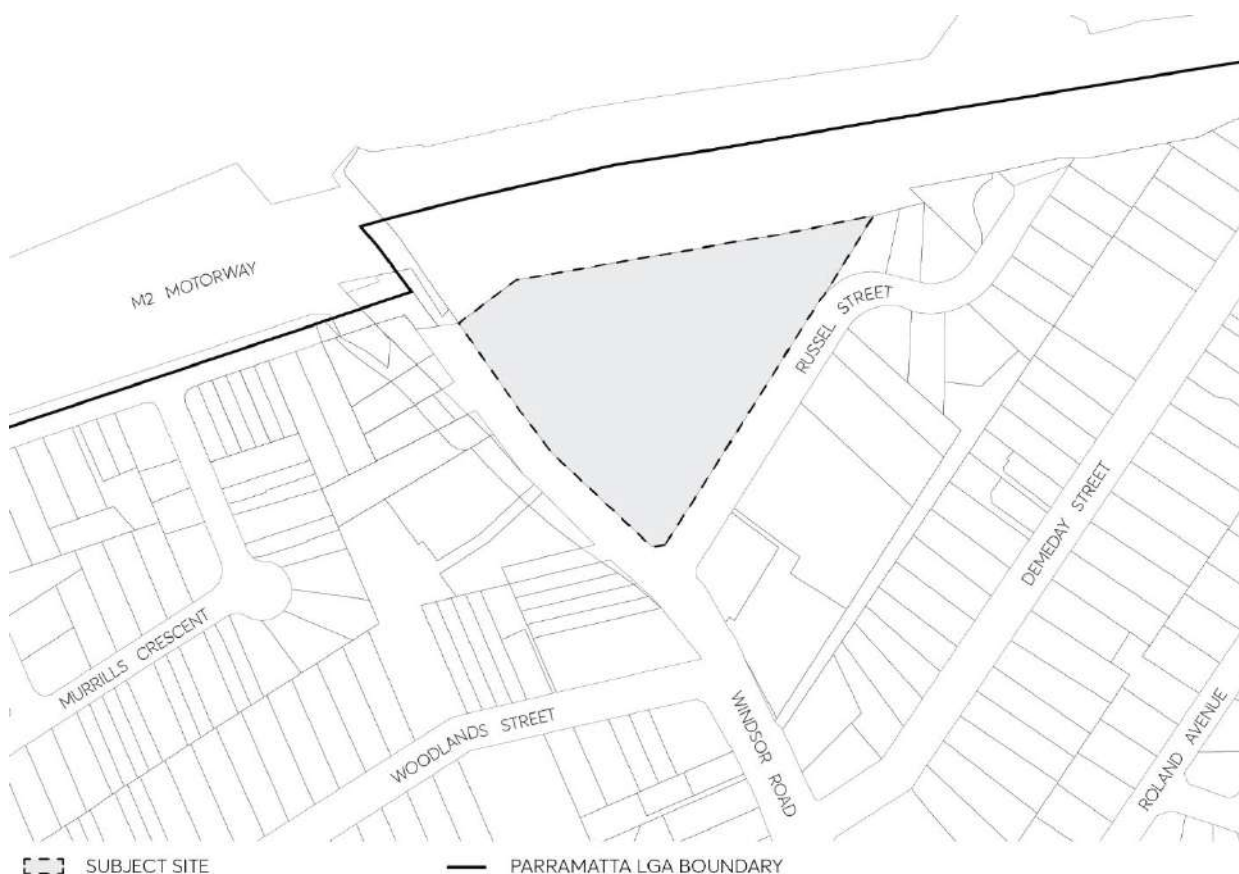 M2 MOTORWAY
RUSSEL STREET
DEMEDAY STREET
MURRILLS CRESCENT
WOODLANDS STREET
WINDSOR ROAD
ROLAND AVENUE
SUBJECT SITE
PARRAMATTA LGA BOUNDARY